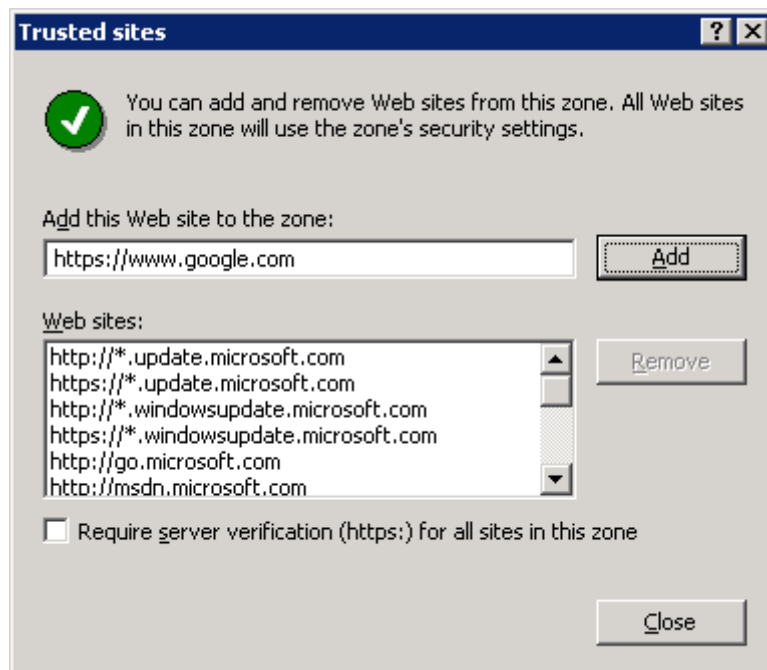 Trusted sites
You can add and remove Web sites from this zone. All Web sites
in this zone will use the zone's security settings.
Add this Web site to the zone:
https://www.google.com
Add
Web sites:
http://*.update.microsoft.com
https://*.update.microsoft.com
http://*.windowsupdate.microsoft.com
https://*.windowsupdate.microsoft.com
http://go.microsoft.com
http://msdn.microsoft.com
Remove
Require server verification (https:) for all sites in this zone
Close